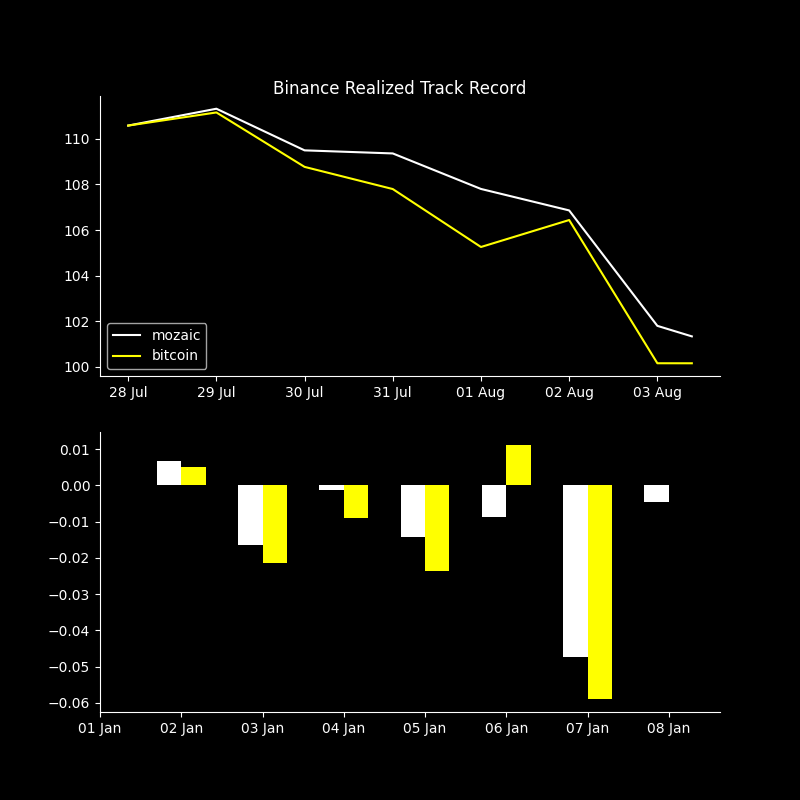 Binance Realized Track Record
110
108
106
104
102
100
mozaic
bitcoin
28 Jul 29 Jul 30 Jul 31 Jul 01 Aug 02 Aug 03 Aug
0.01
0.00
−0.01
−0.02
−0.03
−0.04
−0.05
−0.06
01 Jan 02 Jan 03 Jan 04 Jan 05 Jan 06 Jan 07 Jan 08 Jan